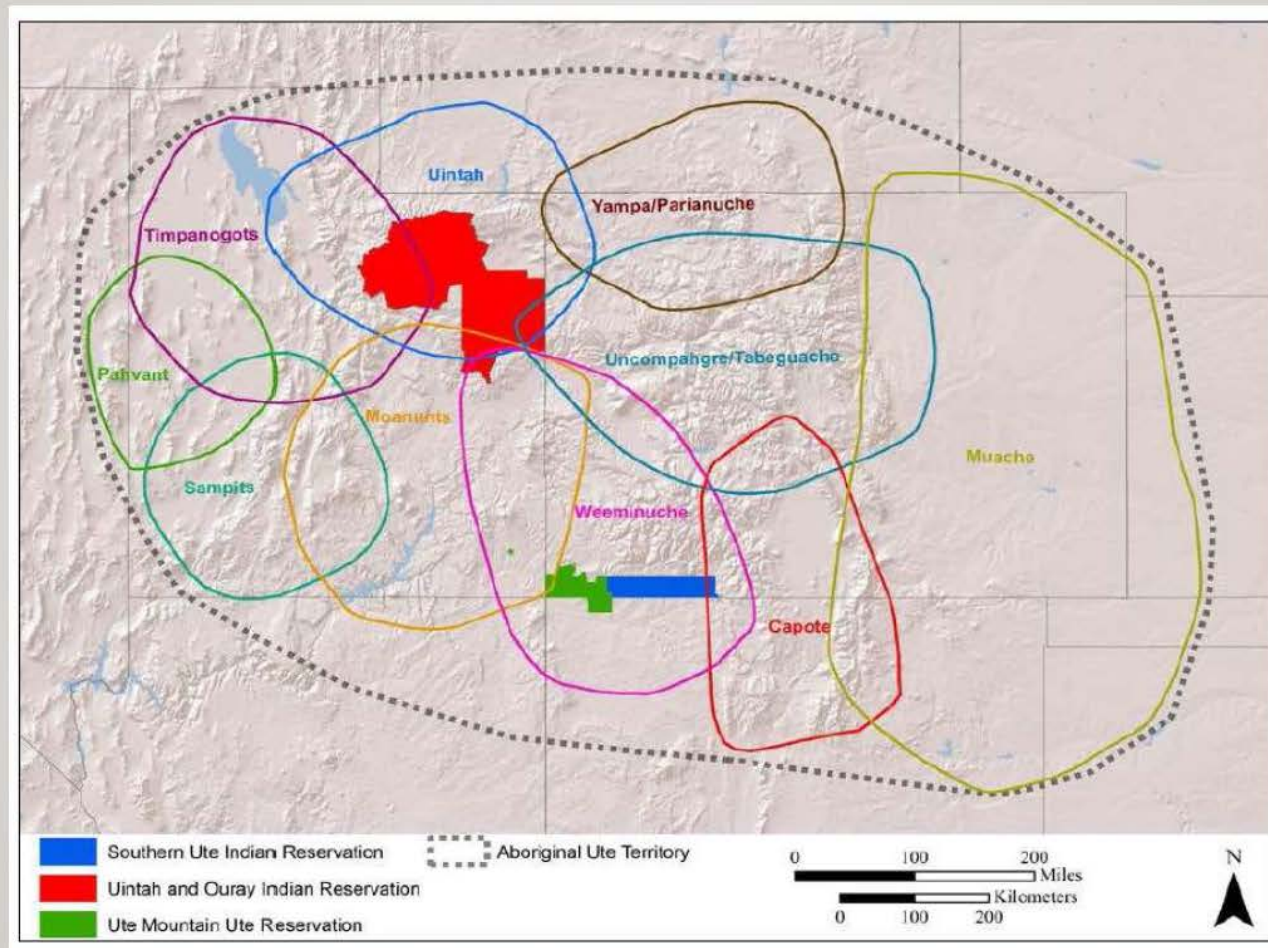 Uintah
Yampa/Parianuche
Timpanogots
Uncompahgre/Tabeguache
Pahvant
Moanunts
Muache
Sampits
Weeminuche
Capote
Southern Ute Indian Reservation
Aboriginal Ute Territory
Uintah and Ouray Indian Reservation
Ute Mountain Ute Reservation
0 100 200
Miles
Kilometers
0 100 200
N